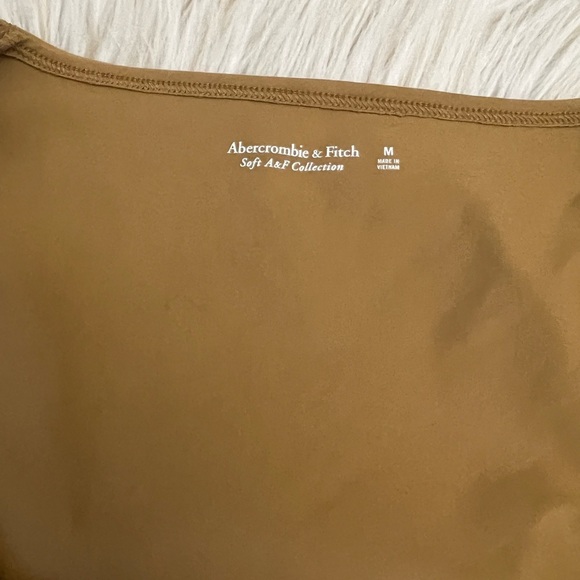 Abercrombie & Fitch
Soft A&F Collection
M
MADE IN
VIETNAM